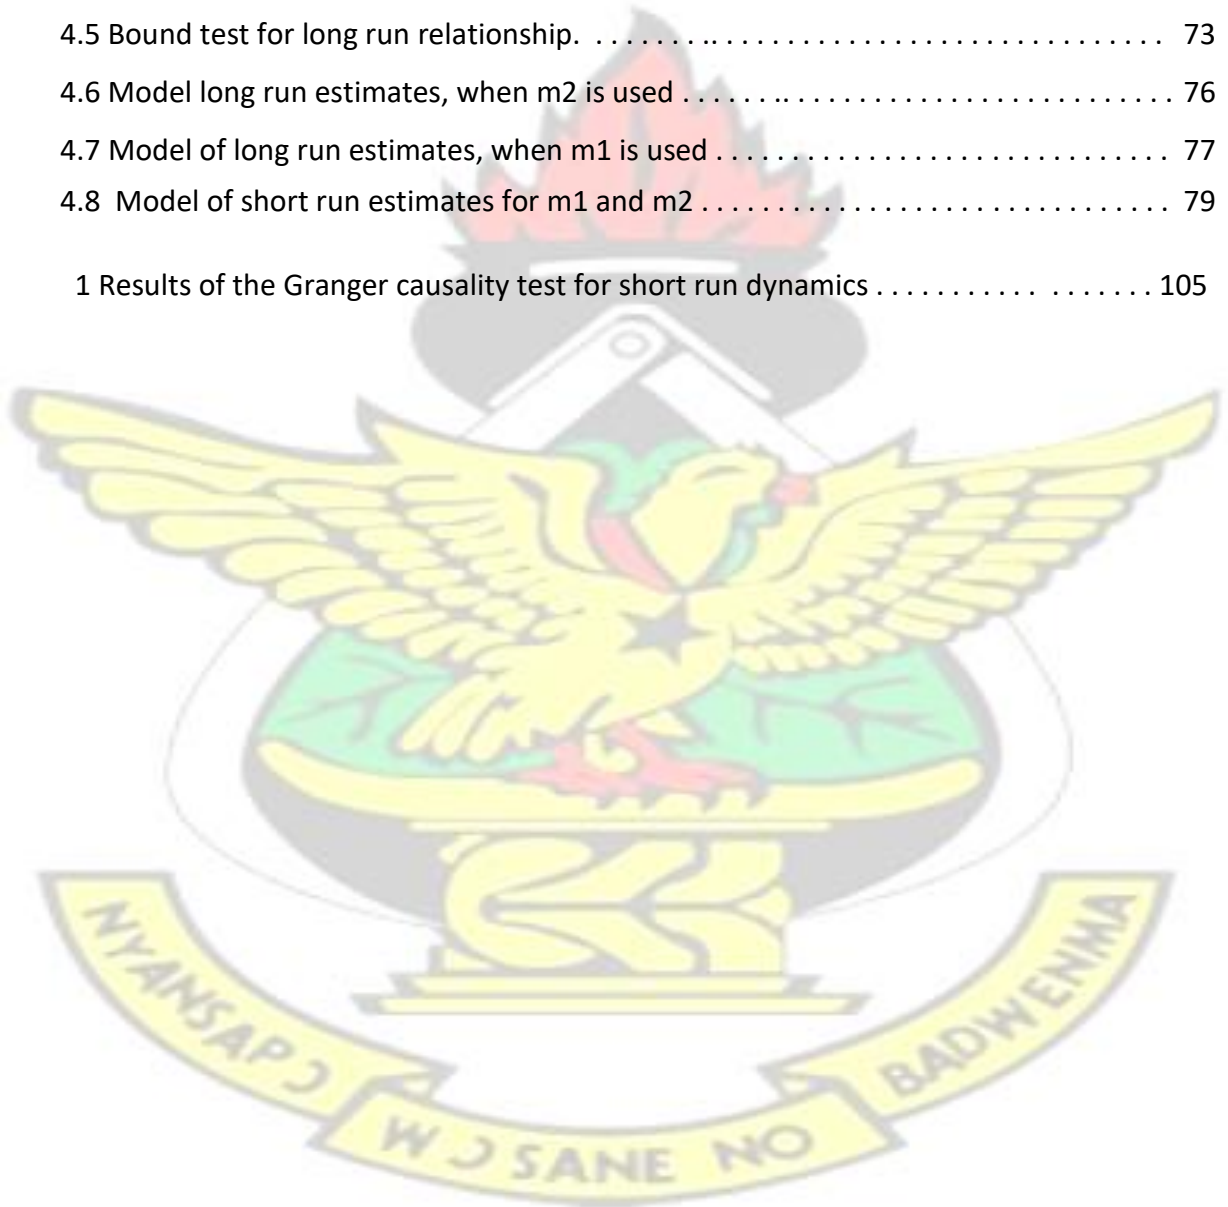 4.5 Bound test for long run relationship. . . . . . . . .. . . . . . . . . . . . . . . . . . . . . . . . . . . . . . 73
4.6 Model long run estimates, when m2 is used . . . . . . .. . . . . . . . . . . . . . . . . . . . . . . . . . 76
4.7 Model of long run estimates, when m1 is used . . . . . . . . . . . . . . . . . . . . . . . . . . . . . . 77
4.8 Model of short run estimates for m1 and m2 . . . . . . . . . . . . . . . . . . . . . . . . . . . . . . . 79
1 Results of the Granger causality test for short run dynamics . . . . . . . . . . . . . . . . . . 105
NYANSAPƆ
WƆ SANE NO
BADWENMA